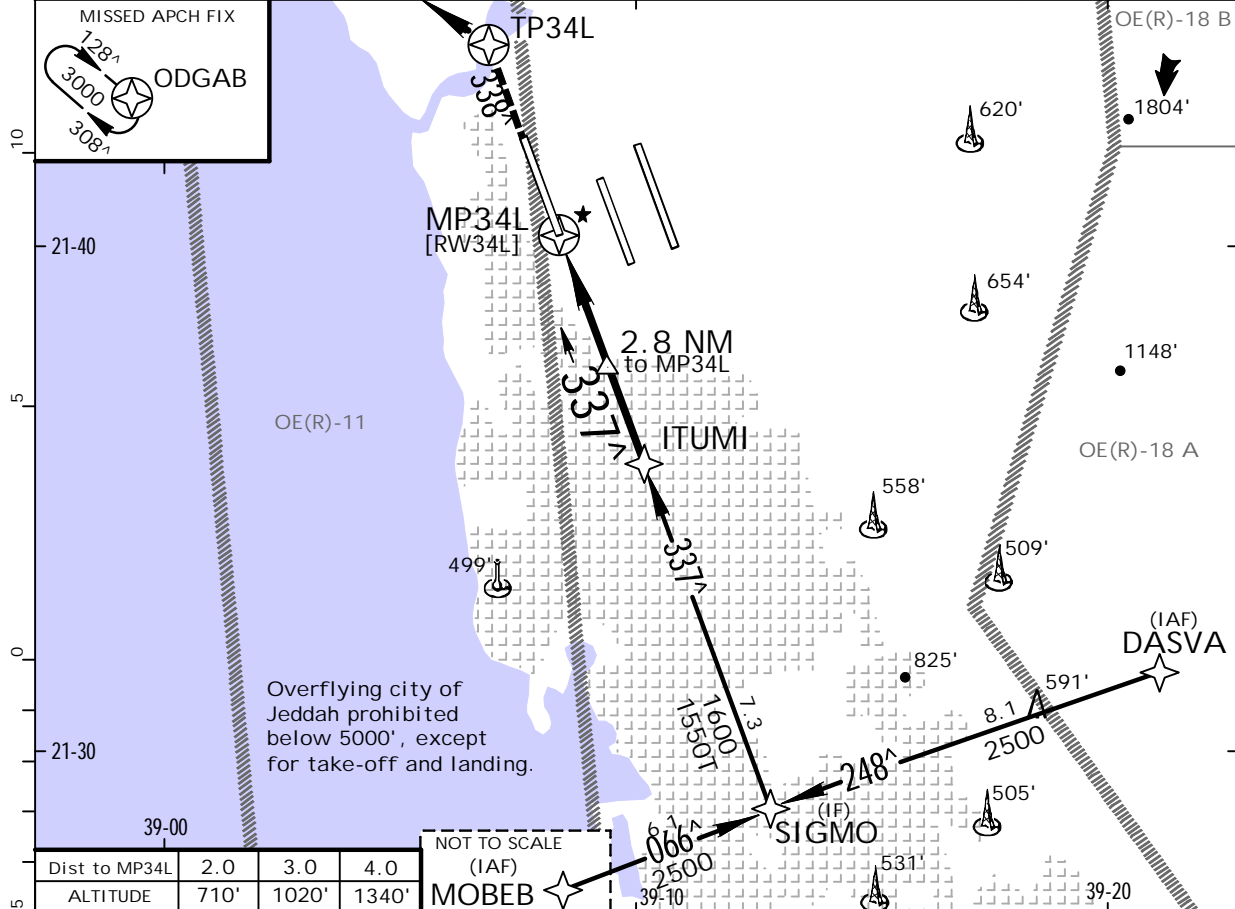 MISSED APCH FIX
128^
3000
308^
ODGAB
TP34L
338^
OE(R)-18 B
1804'
620'
10
MP34L
[RW34L]
21-40
654'
2.8 NM
to MP34L
1148'
5
337^
OE(R)-11
ITUMI
OE(R)-18 A
558'
337^
509'
499'
(IAF)
DASVA
0
825'
591'
Overflying city of
Jeddah prohibited
below 5000', except
for take-off and landing.
7.3
1600
1550T
8.1
2500
248^
21-30
505'
(IF)
SIGMO
39-00
6.1
066^
2500
NOT TO SCALE
(IAF)
MOBEB
531'
39-10
39-20
5
Dist to MP34L 2.0 3.0 4.0
ALTITUDE 710' 1020' 1340'